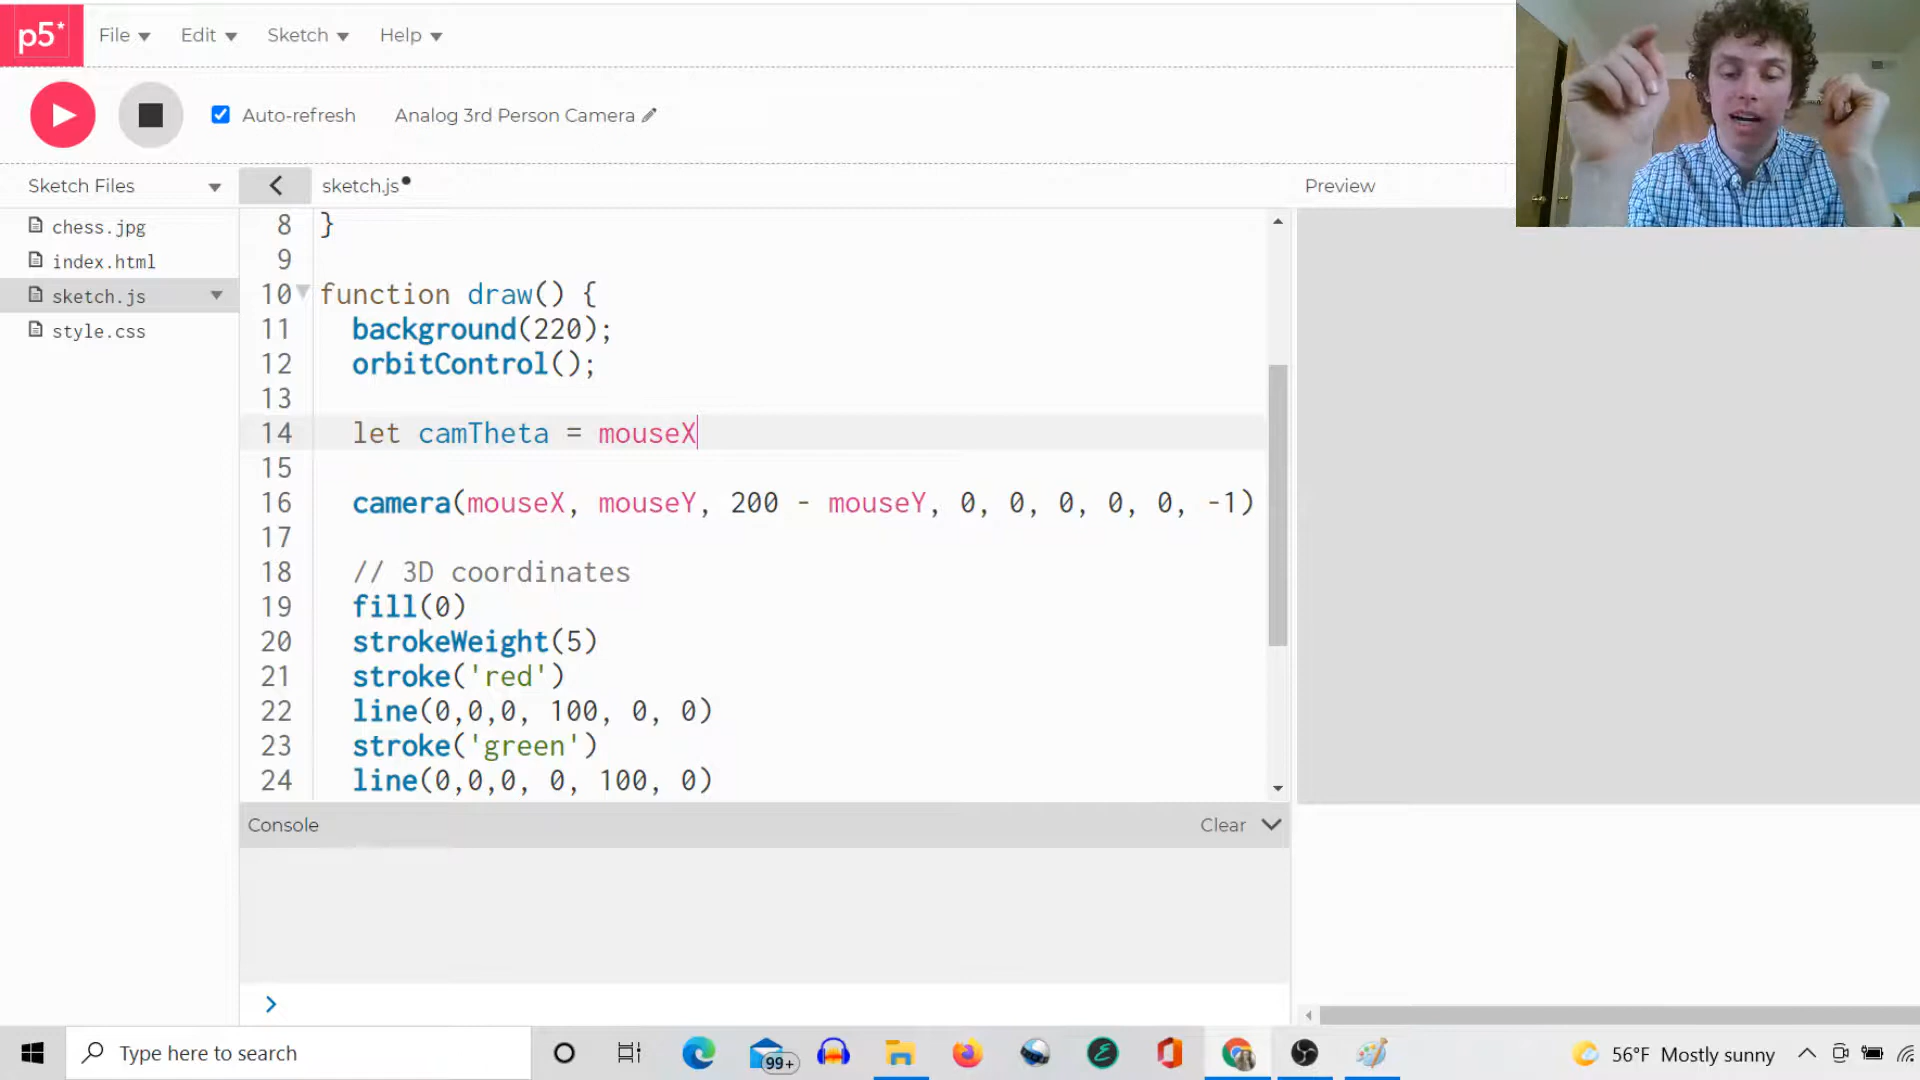 p5*
File
Edit
Sketch
Help
Auto-refresh
Analog 3rd Person Camera
Sketch Files
sketch.js
Preview
chess.jpg
index.html
sketch.js
style.css
8 }
9
10 function draw() {
11 background(220);
12 orbitControl();
13
14 let camTheta = mouseX
15
16 camera(mouseX, mouseY, 200 - mouseY, 0, 0, 0, 0, 0, -1)
17
18 // 3D coordinates
19 fill(0)
20 strokeWeight(5)
21 stroke('red')
22 line(0,0,0, 100, 0, 0)
23 stroke('green')
24 line(0,0,0, 0, 100, 0)
Console
Clear
>
Type here to search
99+
56°F Mostly sunny